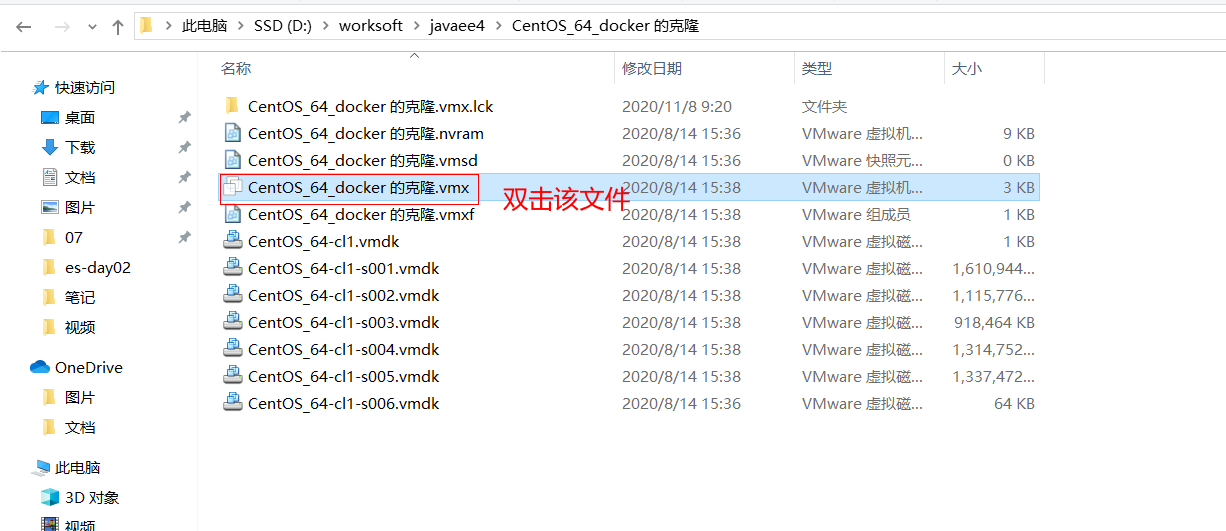 此电脑 SSD (D:) worksoft javaee4 CentOS_64_docker 的克隆
名称 修改日期 类型 大小
快速访问
桌面
下载
文档
图片
07
es-day02
笔记
视频
OneDrive
图片
文档
此电脑
3D 对象
视频
CentOS_64_docker 的克隆.vmx.lck 2020/11/8 9:20 文件夹
CentOS_64_docker 的克隆.nvram 2020/8/14 15:36 VMware 虚拟机... 9 KB
CentOS_64_docker 的克隆.vmsd 2020/8/14 15:36 VMware 快照元... 0 KB
CentOS_64_docker 的克隆.vmx 2020/8/14 15:38 VMware 虚拟机... 3 KB
双击该文件
CentOS_64_docker 的克隆.vmxf 2020/8/14 15:38 VMware 组成员 1 KB
CentOS_64-cl1.vmdk 2020/8/14 15:38 VMware 虚拟磁... 1 KB
CentOS_64-cl1-s001.vmdk 2020/8/14 15:38 VMware 虚拟磁... 1,610,944...
CentOS_64-cl1-s002.vmdk 2020/8/14 15:38 VMware 虚拟磁... 1,115,776...
CentOS_64-cl1-s003.vmdk 2020/8/14 15:38 VMware 虚拟磁... 918,464 KB
CentOS_64-cl1-s004.vmdk 2020/8/14 15:38 VMware 虚拟磁... 1,314,752...
CentOS_64-cl1-s005.vmdk 2020/8/14 15:38 VMware 虚拟磁... 1,337,472...
CentOS_64-cl1-s006.vmdk 2020/8/14 15:36 VMware 虚拟磁... 64 KB